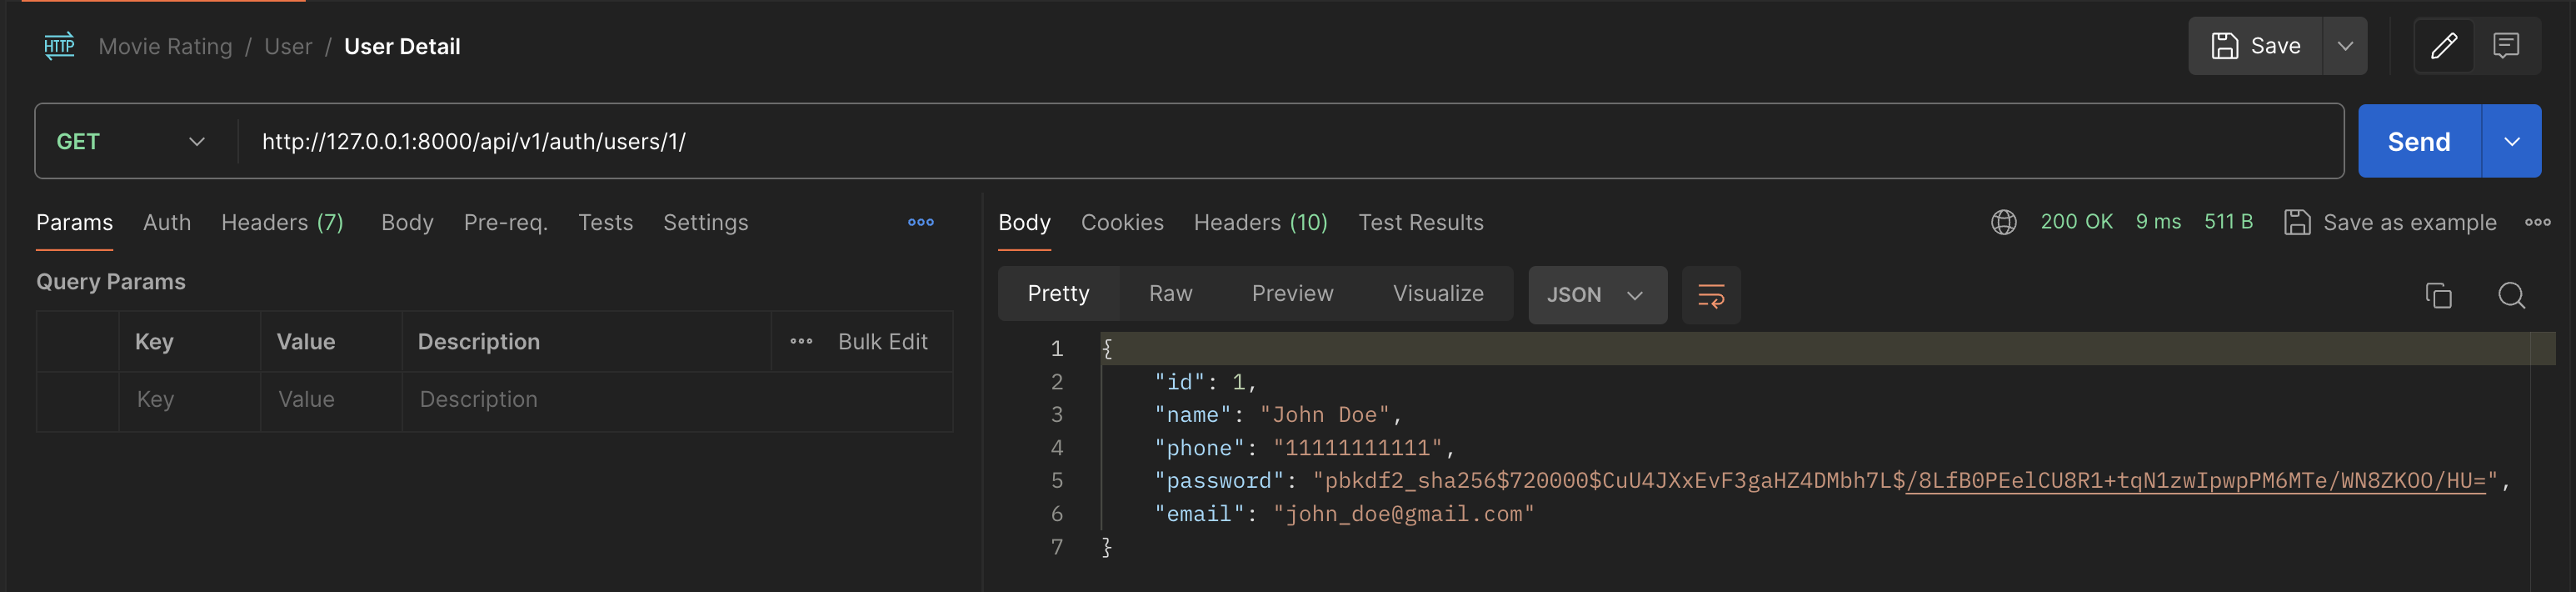 HTTP Movie Rating / User / User Detail
Save
GET http://127.0.0.1:8000/api/v1/auth/users/1/
Send
Params Auth Headers (7) Body Pre-req. Tests Settings
Query Params
Key Value Description Bulk Edit
Key Value Description
Body Cookies Headers (10) Test Results
200 OK 9 ms 511 B Save as example
Pretty Raw Preview Visualize JSON
1 {
2 "id": 1,
3 "name": "John Doe",
4 "phone": "11111111111",
5 "password": "pbkdf2_sha256$720000$CuU4JXxEvF3gaHZ4DMbh7L$/8LfB0PEelCU8R1+tqN1zwIpwpPM6MTe/WN8ZKOO/HU=",
6 "email": "john_doe@gmail.com"
7 }